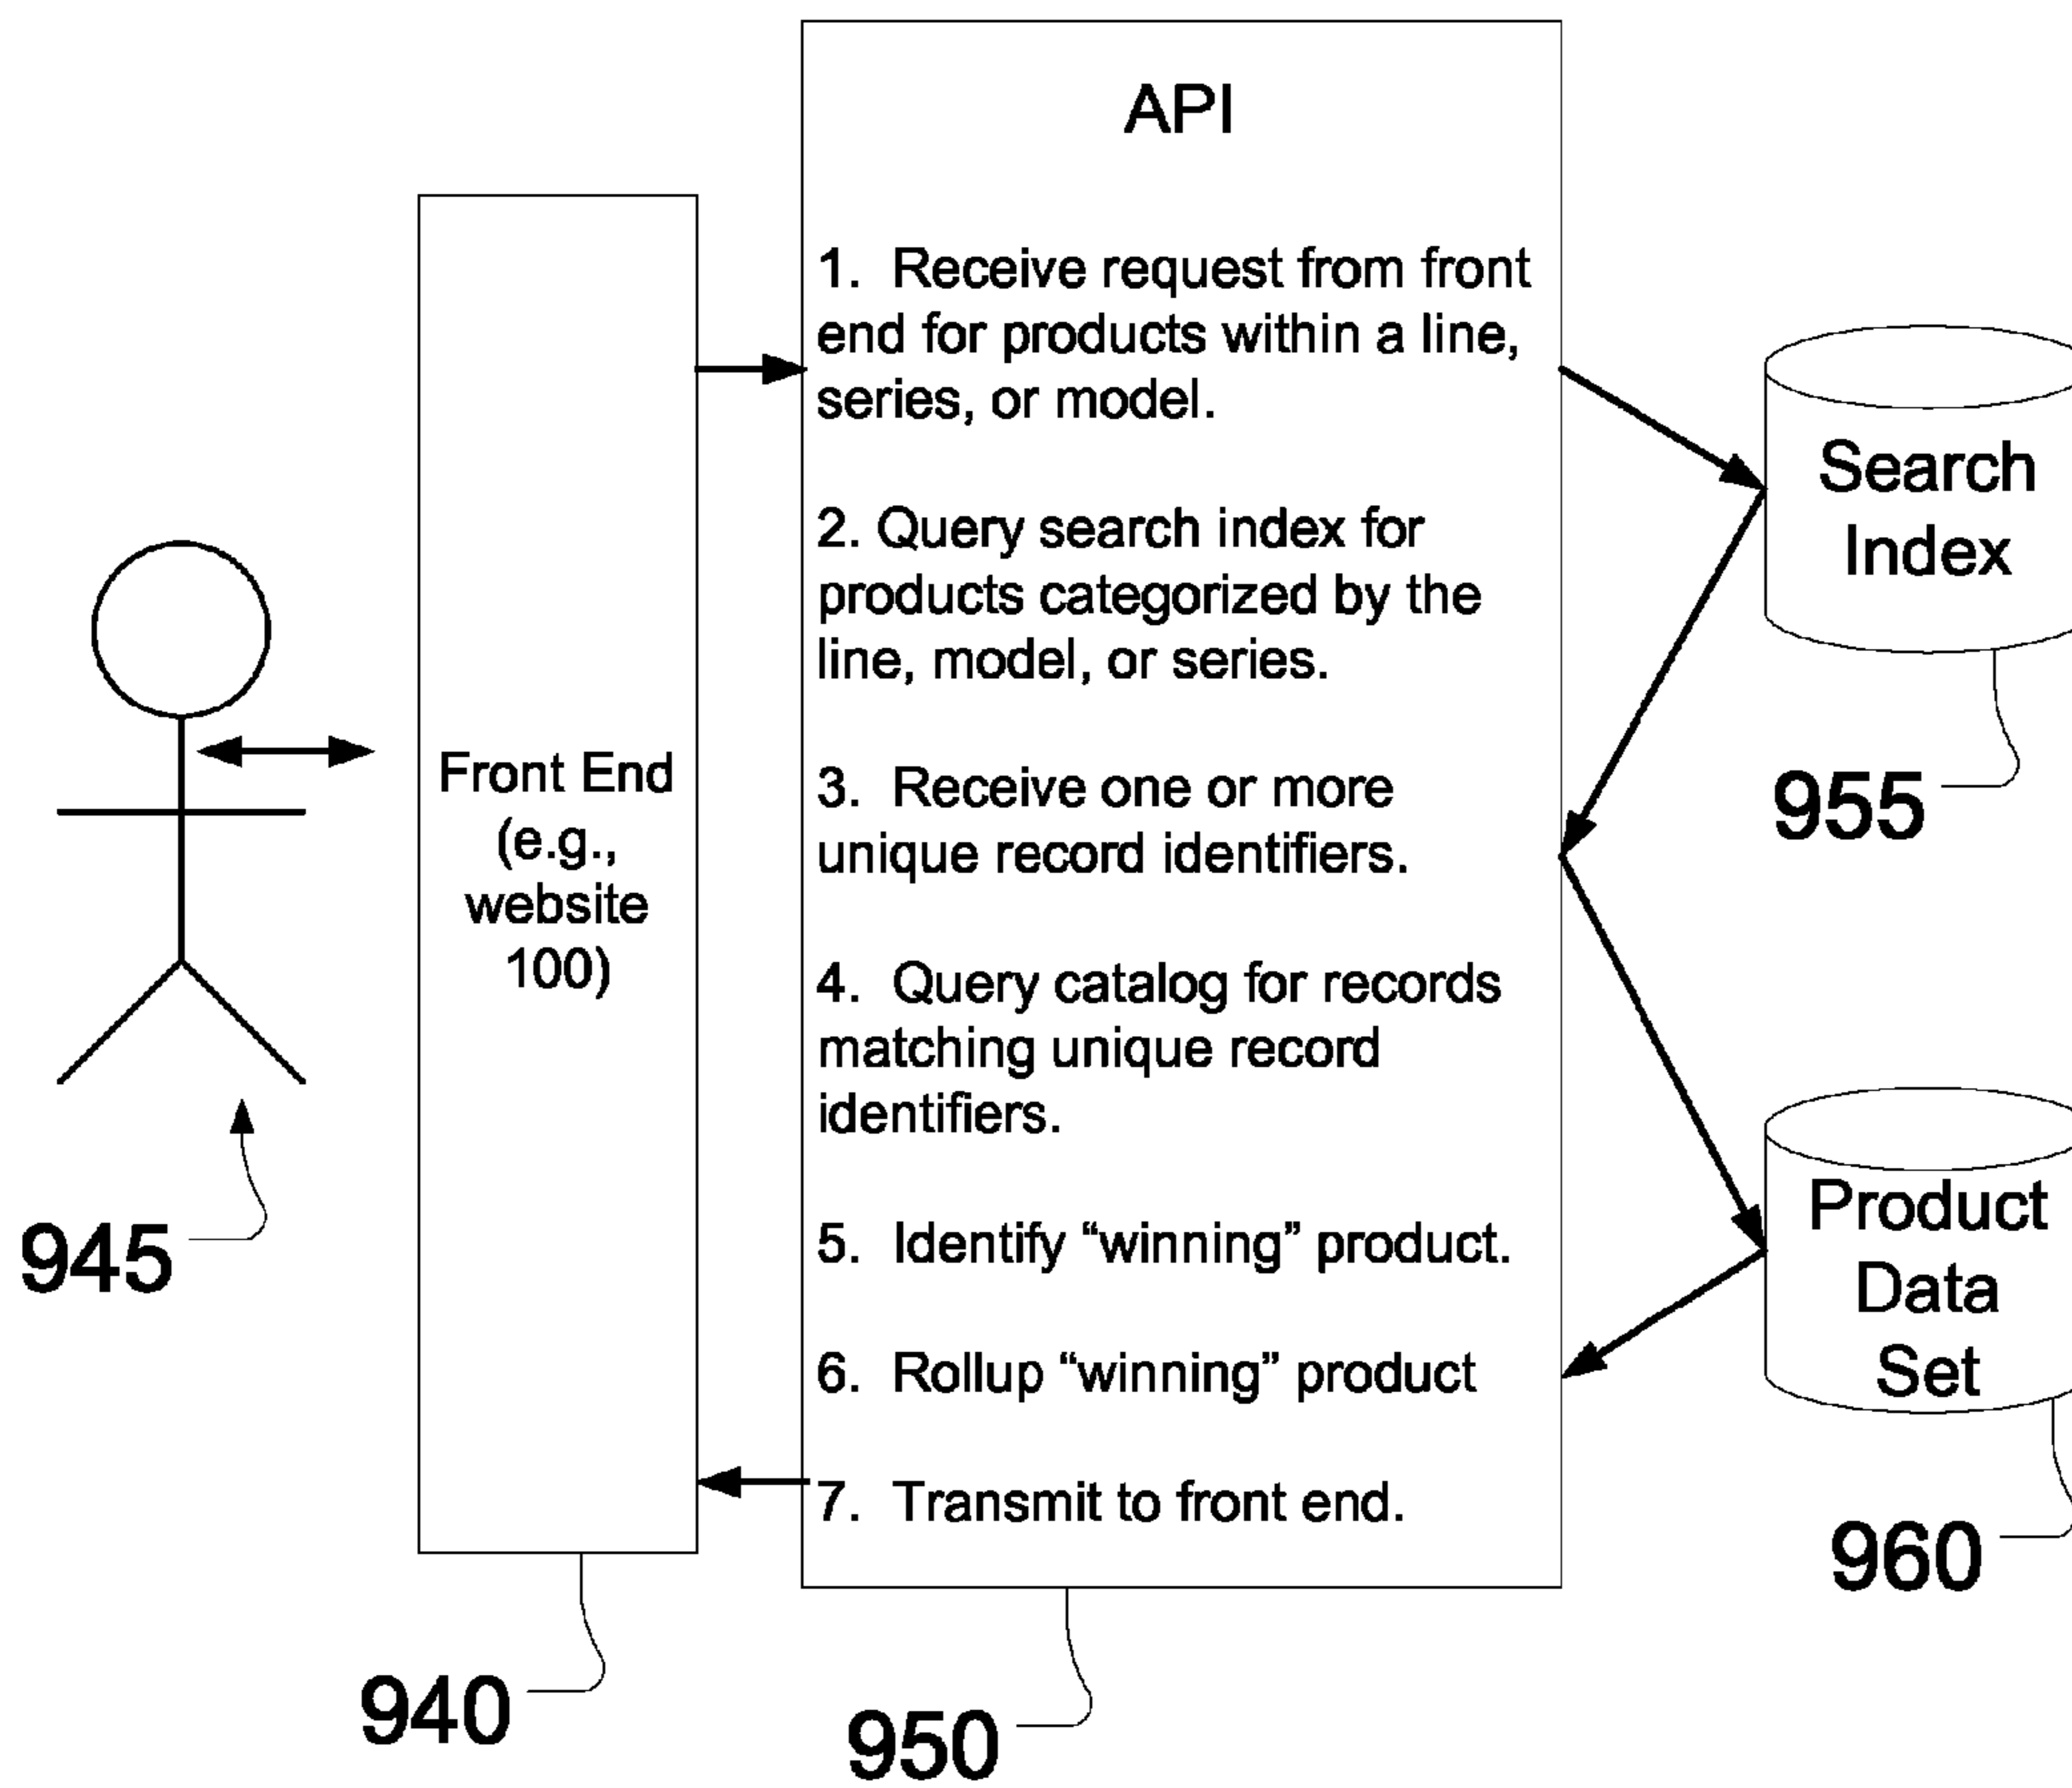 API
1. Receive request from front
end for products within a line,
series, or model.
2. Query search index for
products categorized by the
line, model, or series.
3. Receive one or more
unique record identifiers.
4. Query catalog for records
matching unique record
identifiers.
5. Identify “winning” product.
6. Rollup “winning” product
7. Transmit to front end.
Front End
(e.g.,
website
100)
Search
Index
955
Product
Data
Set
960
945
940
950